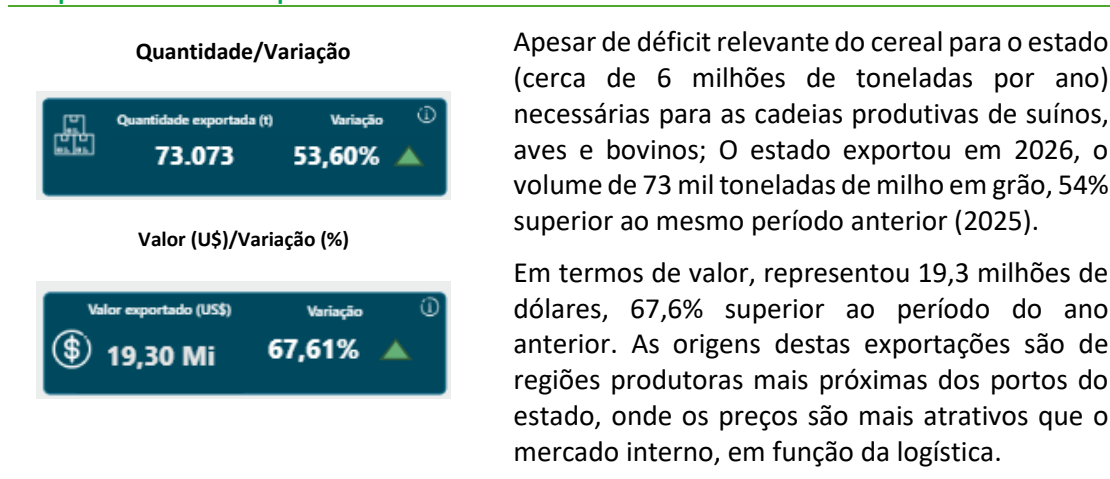 Quantidade/Variação
Quantidade exportada (t) Variação
73.073 53,60%
Valor (U$)/Variação (%)
Valor exportado (US$) Variação
19,30 Mi 67,61%
Apesar de déficit relevante do cereal para o estado
(cerca de 6 milhões de toneladas por ano)
necessárias para as cadeias produtivas de suínos,
aves e bovinos; O estado exportou em 2026, o
volume de 73 mil toneladas de milho em grão, 54%
superior ao mesmo período anterior (2025).
Em termos de valor, representou 19,3 milhões de
dólares, 67,6% superior ao período do ano
anterior. As origens destas exportações são de
regiões produtoras mais próximas dos portos do
estado, onde os preços são mais atrativos que o
mercado interno, em função da logística.